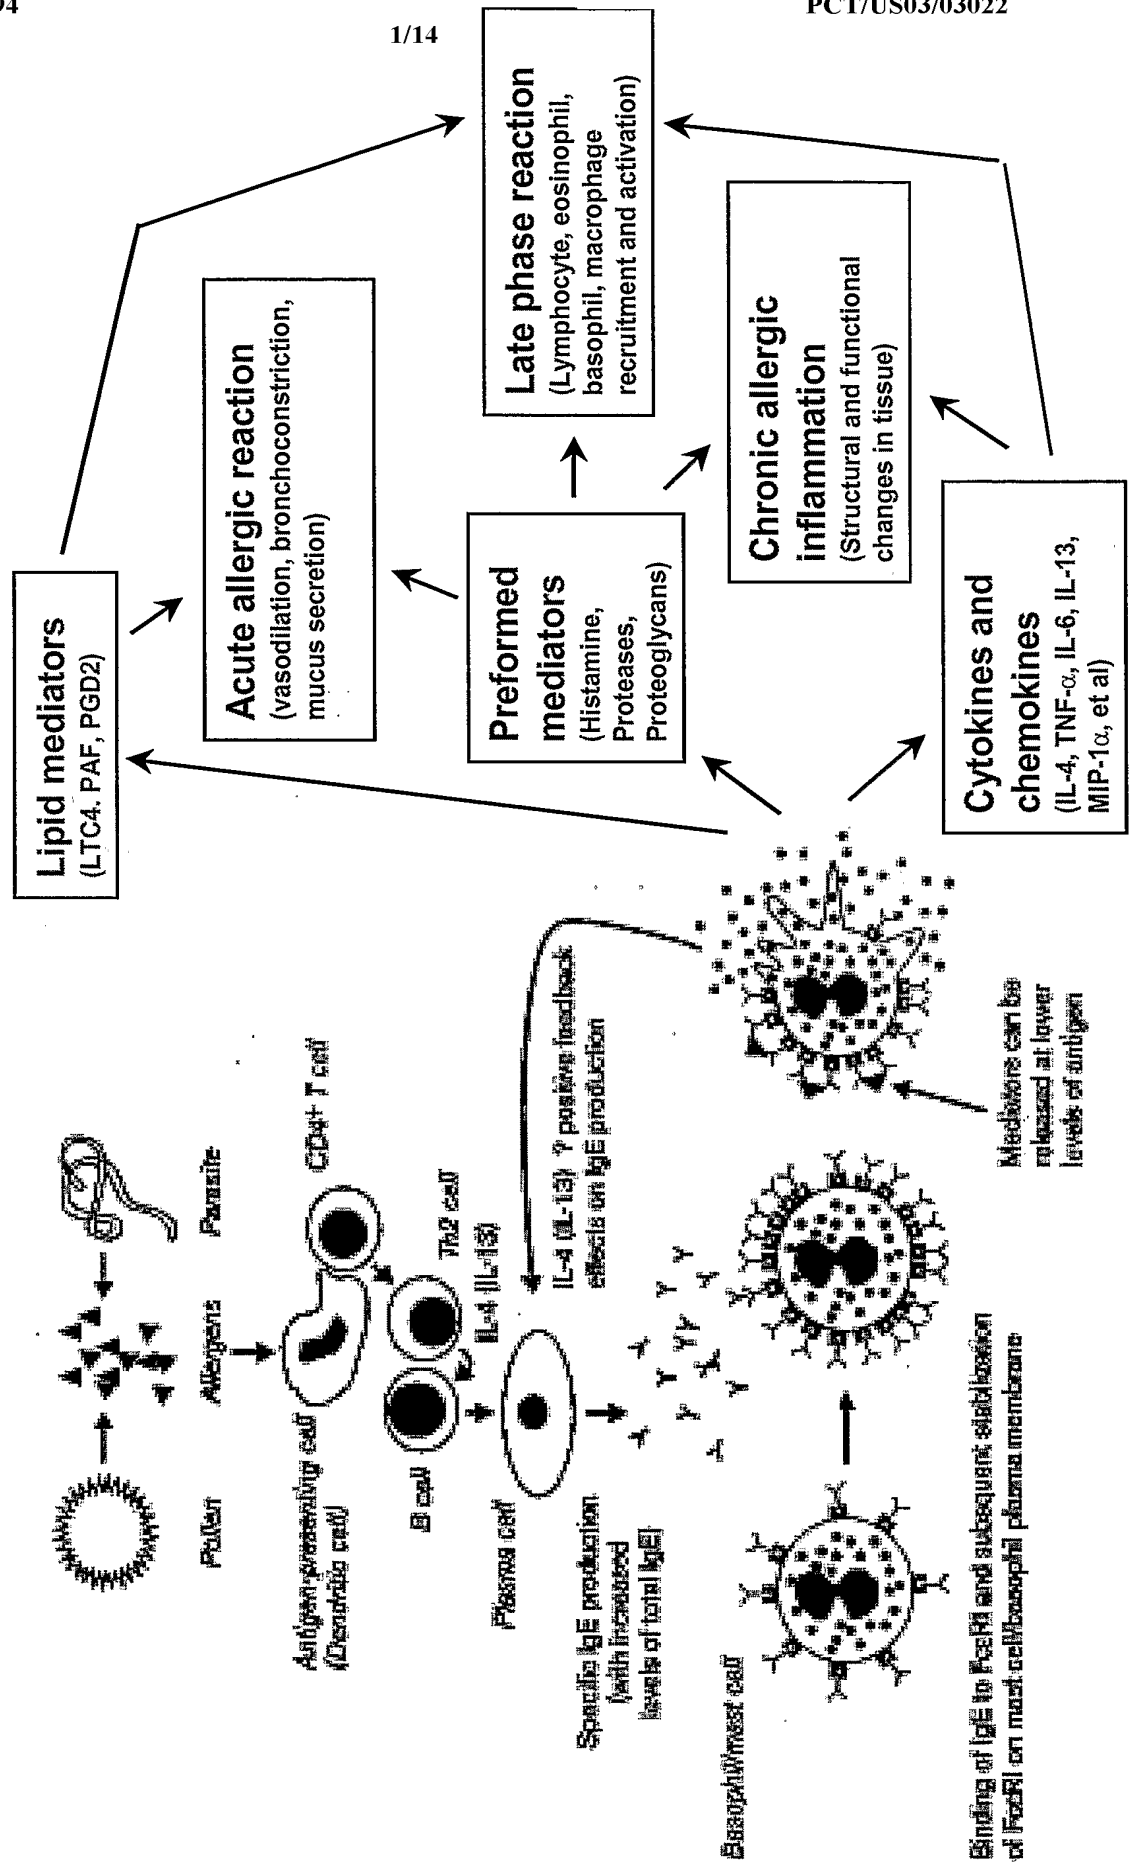 94
PCT/US03/03022
1/14
Pollen
Allergens
Parasite
Antigen-presenting cell
(Dendritic cell)
CD4+ T cell
B cell
Th2 cell
IL-4 (IL-13)
Plasma cell
IL-4 (IL-13) ? positive feedback
effects on IgE production
Specific IgE production
(with increased
levels of total IgE)
Basophil/mast cell
Binding of IgE to FcεRI and subsequent stabilization
of FcεRI on mast cell/basophil plasma membrane
Mediators can be
released at lower
levels of antigen
Lipid mediators
(LTC4. PAF, PGD2)
Acute allergic reaction
(vasodilation, bronchoconstriction,
mucus secretion)
Preformed
mediators
(Histamine,
Proteases,
Proteoglycans)
Late phase reaction
(Lymphocyte, eosinophil,
basophil, macrophage
recruitment and activation)
Chronic allergic
inflammation
(Structural and functional
changes in tissue)
Cytokines and
chemokines
(IL-4, TNF-α, IL-6, IL-13,
MIP-1α, et al)